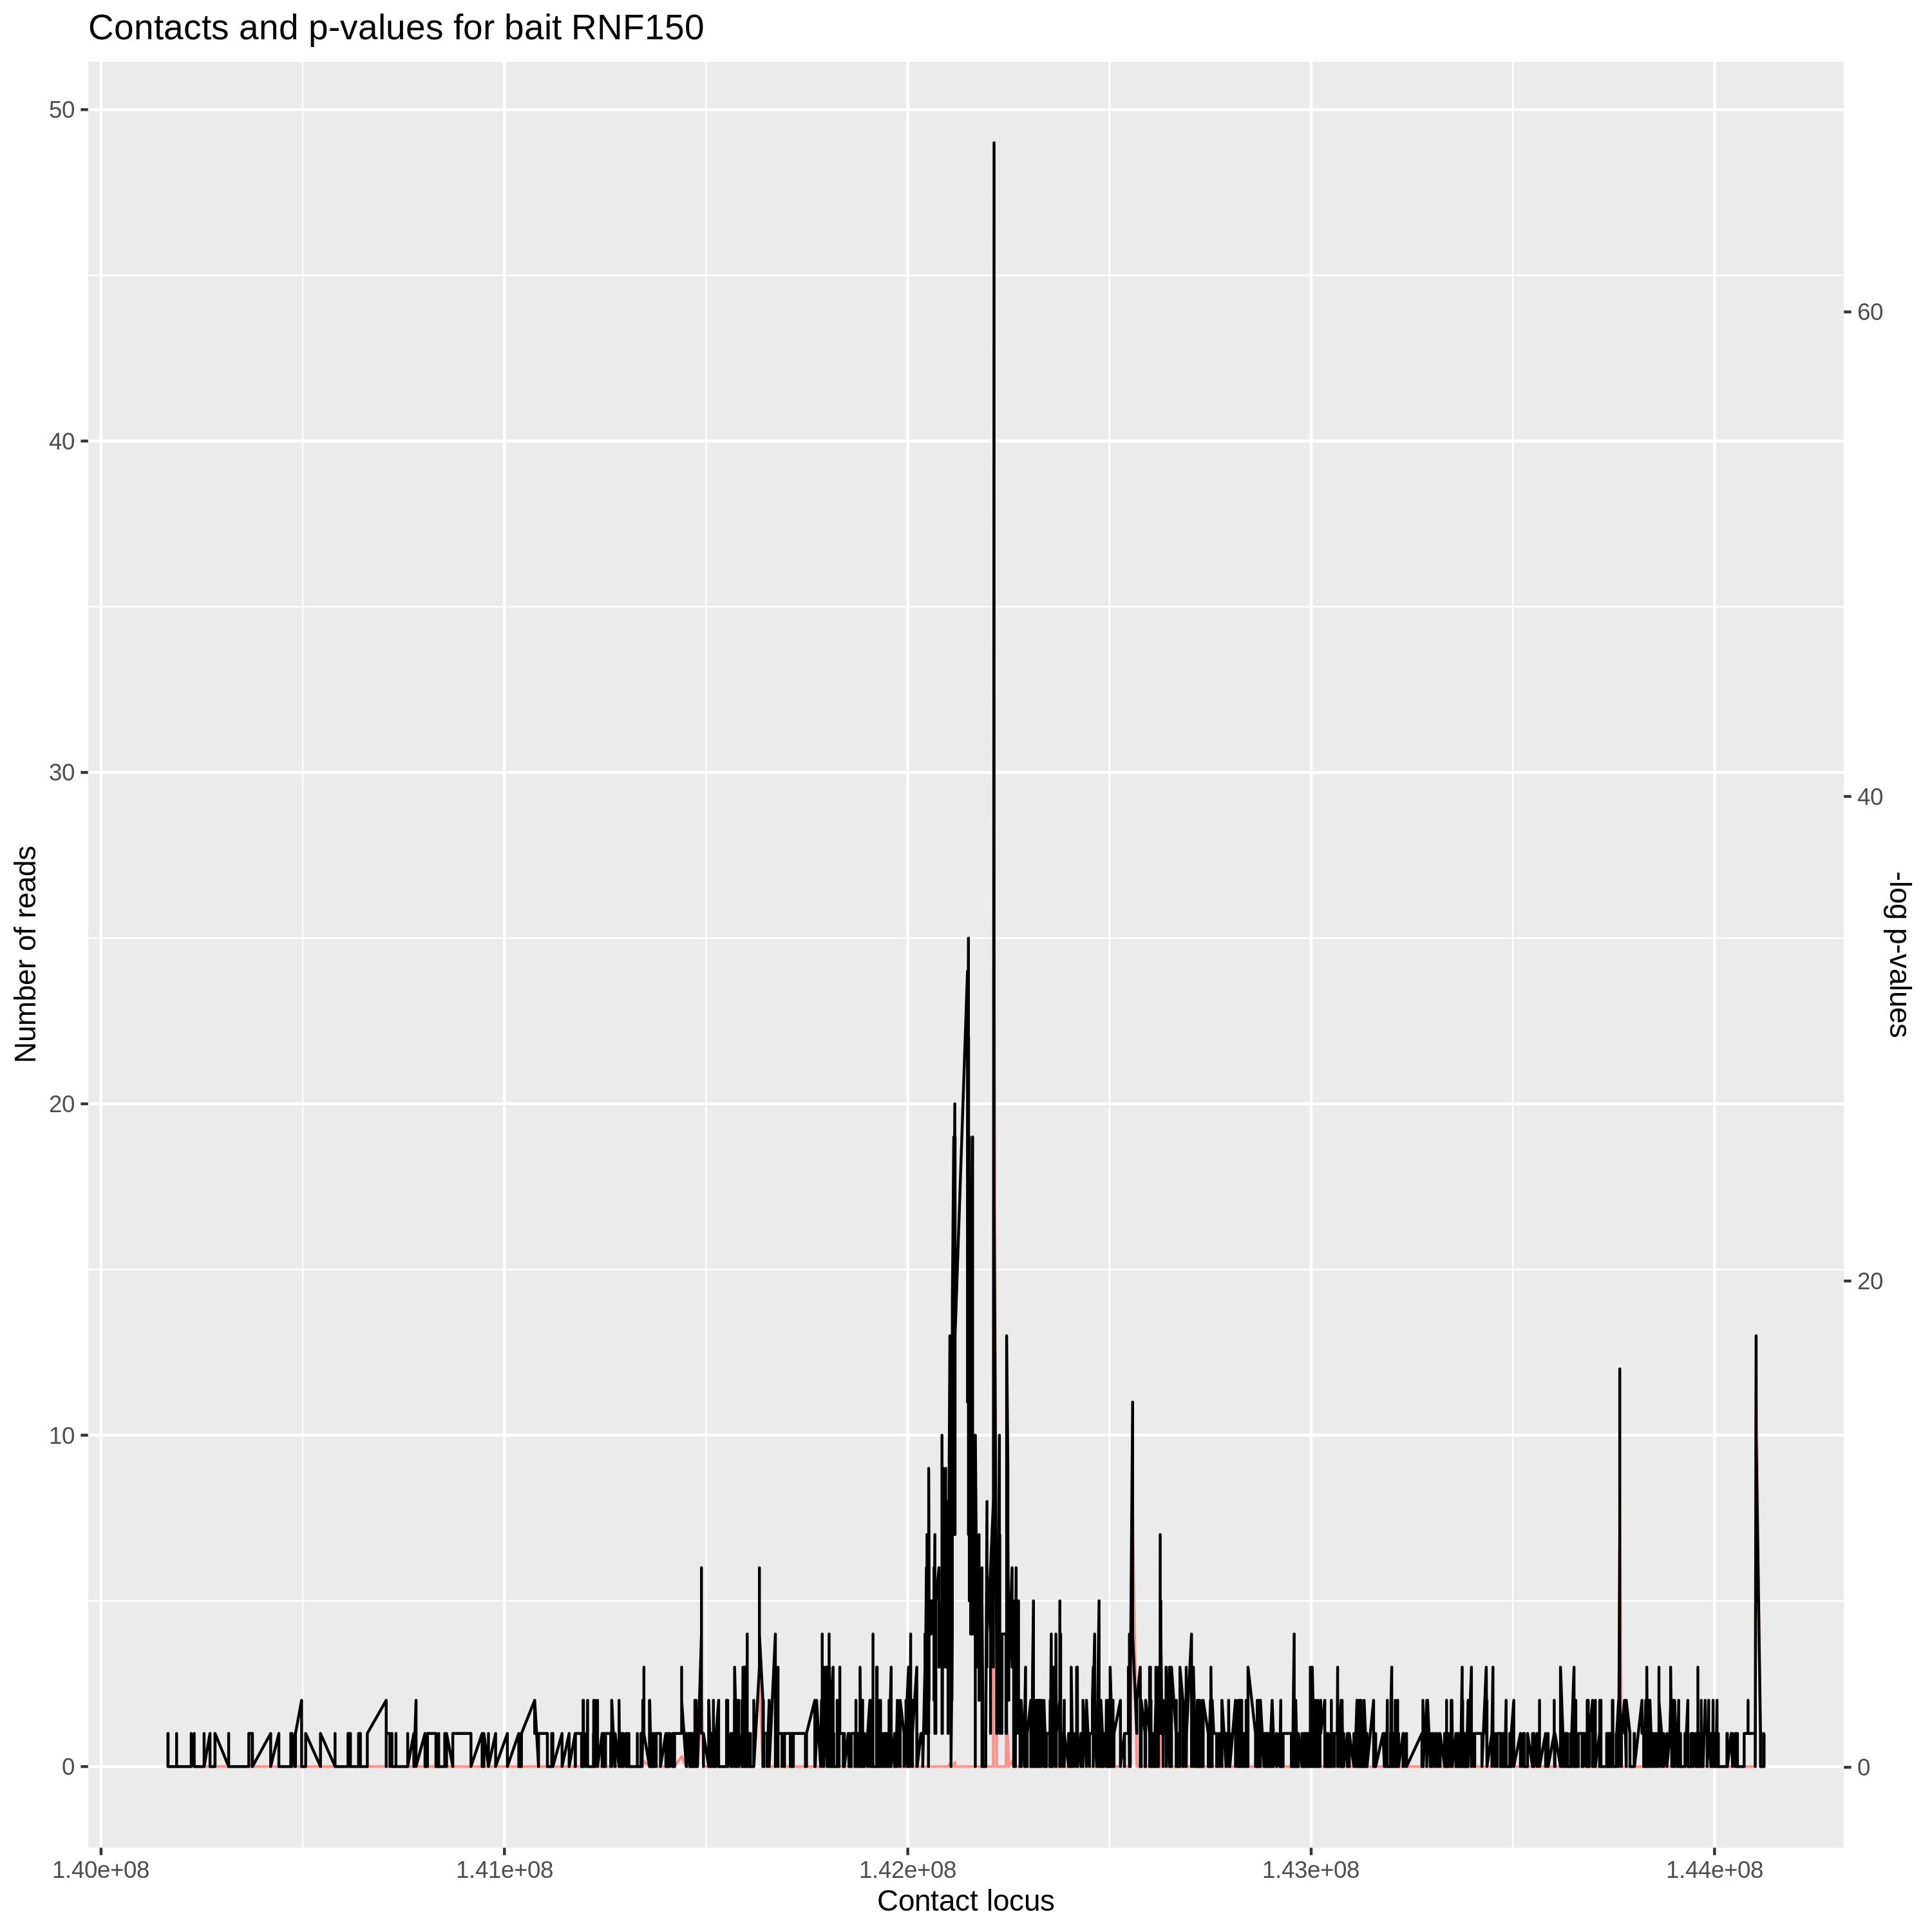 Contacts and p-values for bait RNF150
50
40
30
20
10
0
Number of reads
60
40
20
0
-log p-values
1.40e+08
1.41e+08
1.42e+08
1.43e+08
1.44e+08
Contact locus